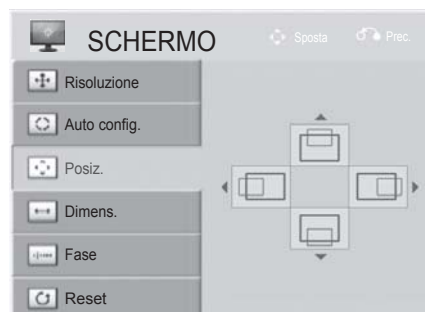 SCHERMO
Sposta
Prec.
Risoluzione
Auto config.
Posiz.
Dimens.
Fase
Reset